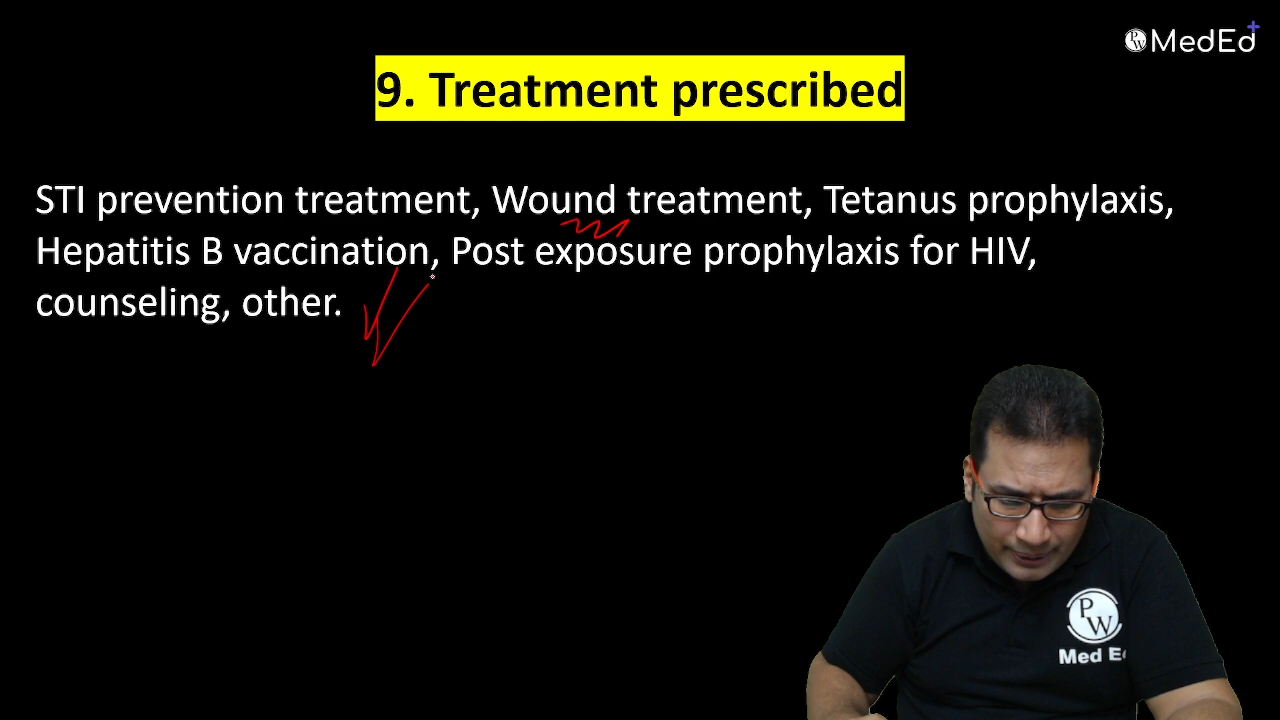 PW MedEd+
9. Treatment prescribed
STI prevention treatment, Wound treatment, Tetanus prophylaxis,
Hepatitis B vaccination, Post exposure prophylaxis for HIV,
counseling, other.
PW
Med Ed